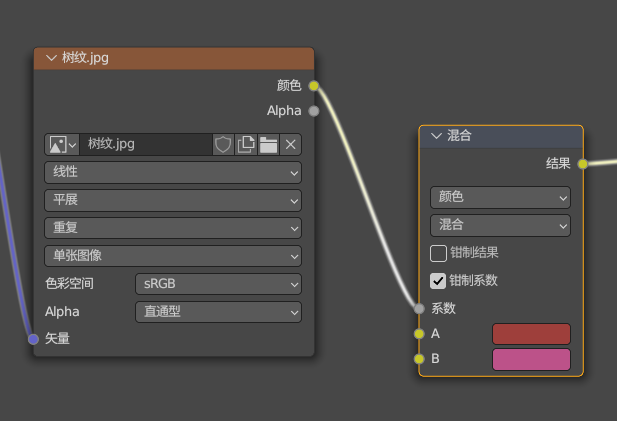 树纹.jpg
颜色
Alpha
树纹.jpg
线性
平展
重复
单张图像
色彩空间 sRGB
Alpha 直通型
矢量
混合
结果
颜色
混合
钳制结果
钳制系数
系数
A
B